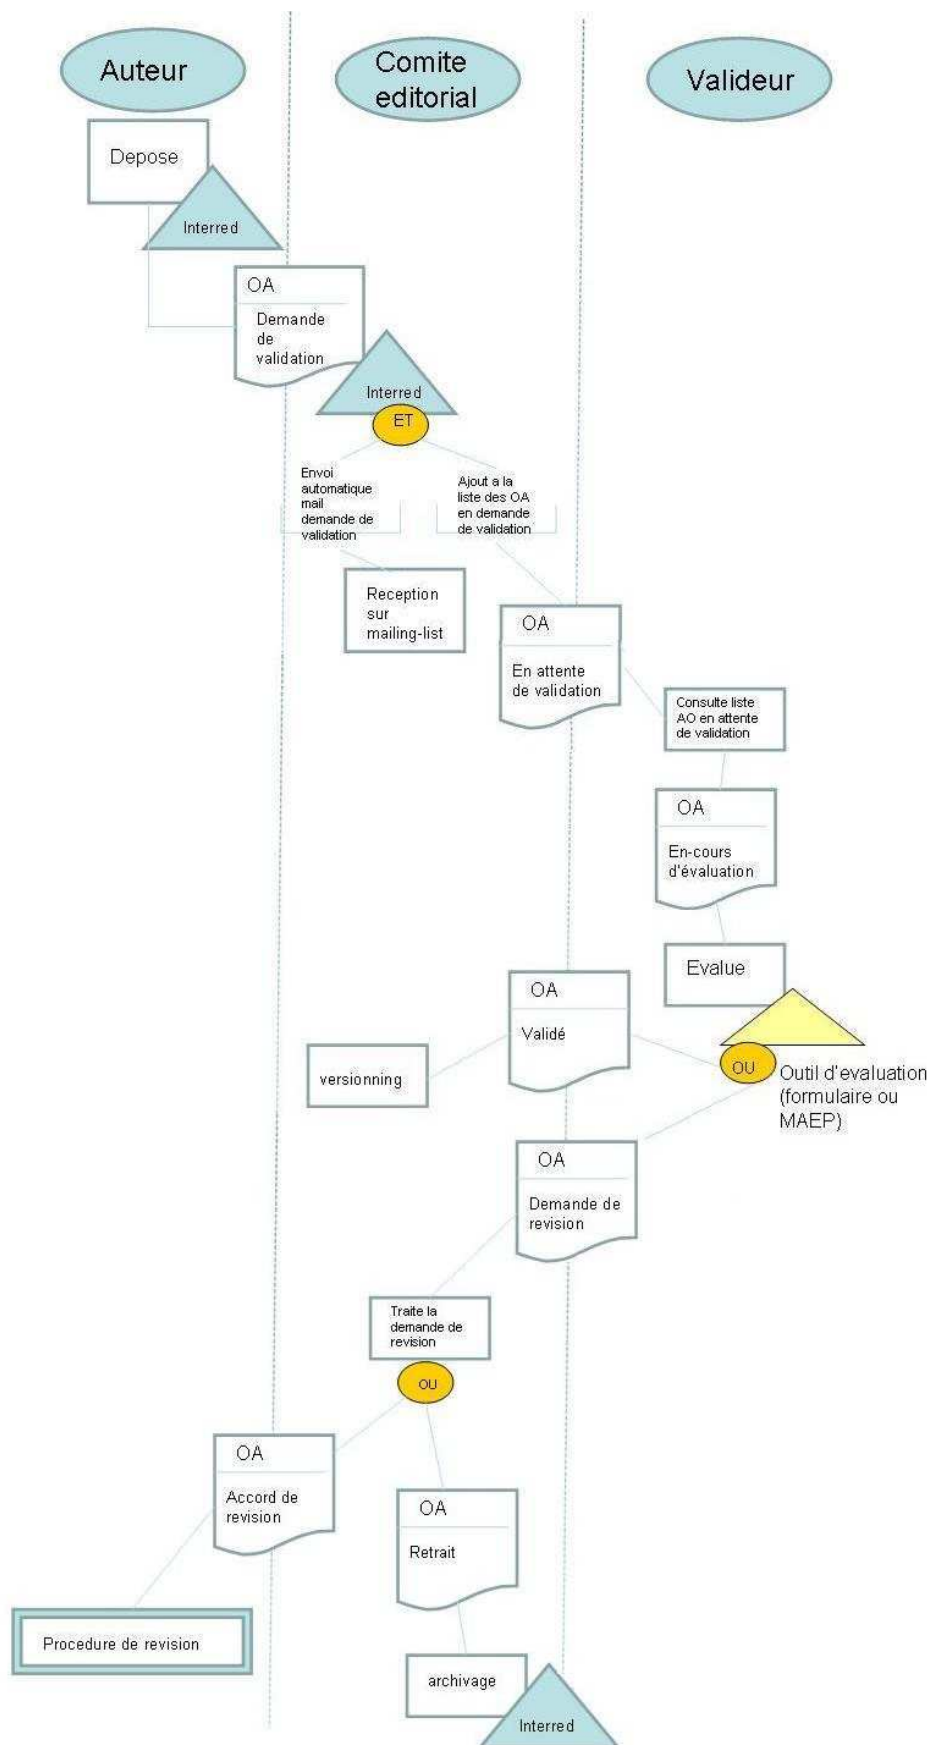 Auteur
Comite
editorial
Valideur
Depose
Interred
OA
Demande
de
validation
Interred
ET
Envoi
automatique
mail
demande de
validation
Ajout a la
liste des OA
en demande
de validation
Reception
sur
mailing-list
OA
En attente
de validation
Consulte liste
AO en attente
de validation
OA
En-cours
d'évaluation
Evalue
OA
Validé
versionning
OU
Outil d'evaluation
(formulaire ou
MAEP)
OA
Demande de
revision
Traite la
demande de
revision
OU
OA
Accord de
revision
OA
Retrait
Procedure de revision
archivage
Interred